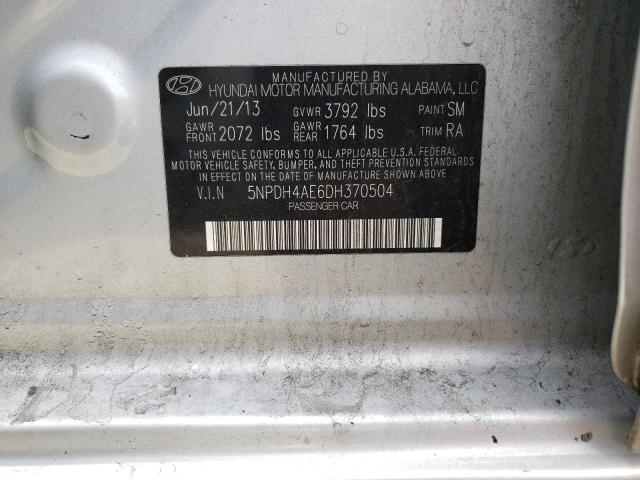 MANUFACTURED BY
HYUNDAI MOTOR MANUFACTURING ALABAMA, LLC
Jun/21/13 GVWR 3792 lbs PAINT SM
GAWR FRONT 2072 lbs GAWR REAR 1764 lbs TRIM RA
THIS VEHICLE CONFORMS TO ALL APPLICABLE U.S.A. FEDERAL
MOTOR VEHICLE SAFETY, BUMPER, AND THEFT PREVENTION
STANDARDS IN EFFECT ON THE DATE OF MANUFACTURE SHOWN ABOVE.
V.I.N 5NPDH4AE6DH370504
PASSENGER CAR